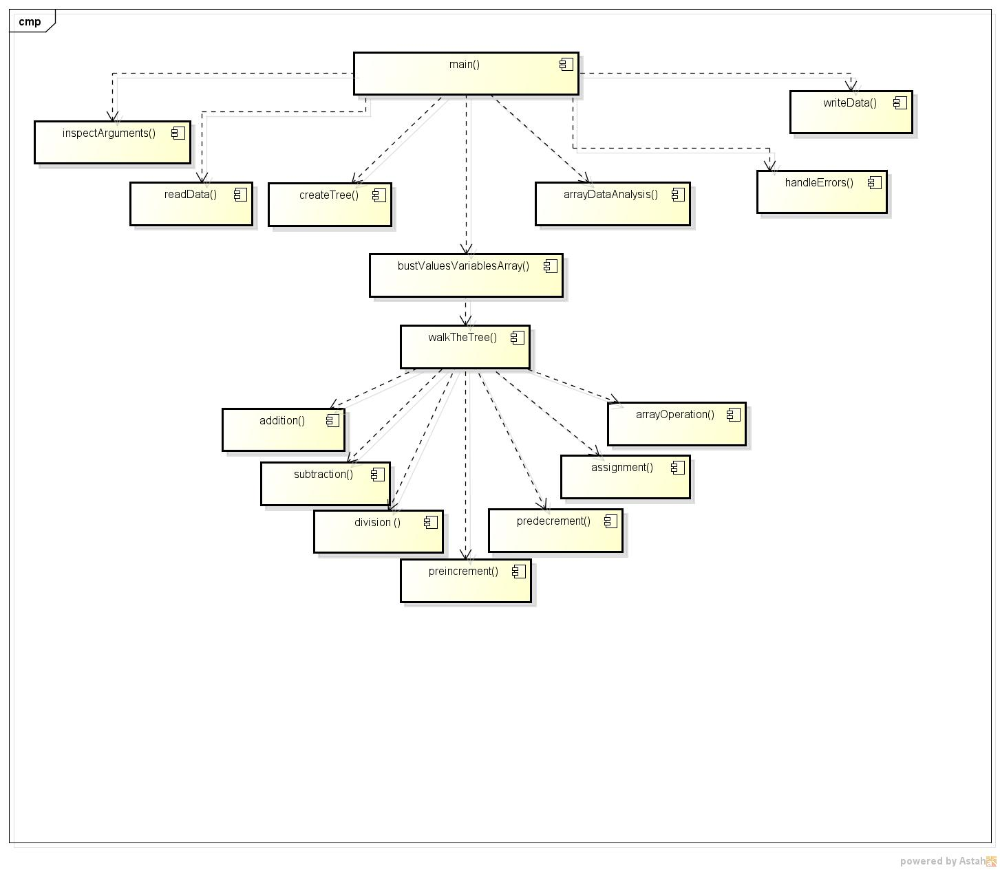 cmp
main()
writeData()
inspectArguments()
handleErrors()
readData()
createTree()
arrayDataAnalysis()
bustValuesVariablesArray()
walkTheTree()
arrayOperation()
addition()
assignment()
subtraction()
predecrement()
division ()
preincrement()
powered by Astah